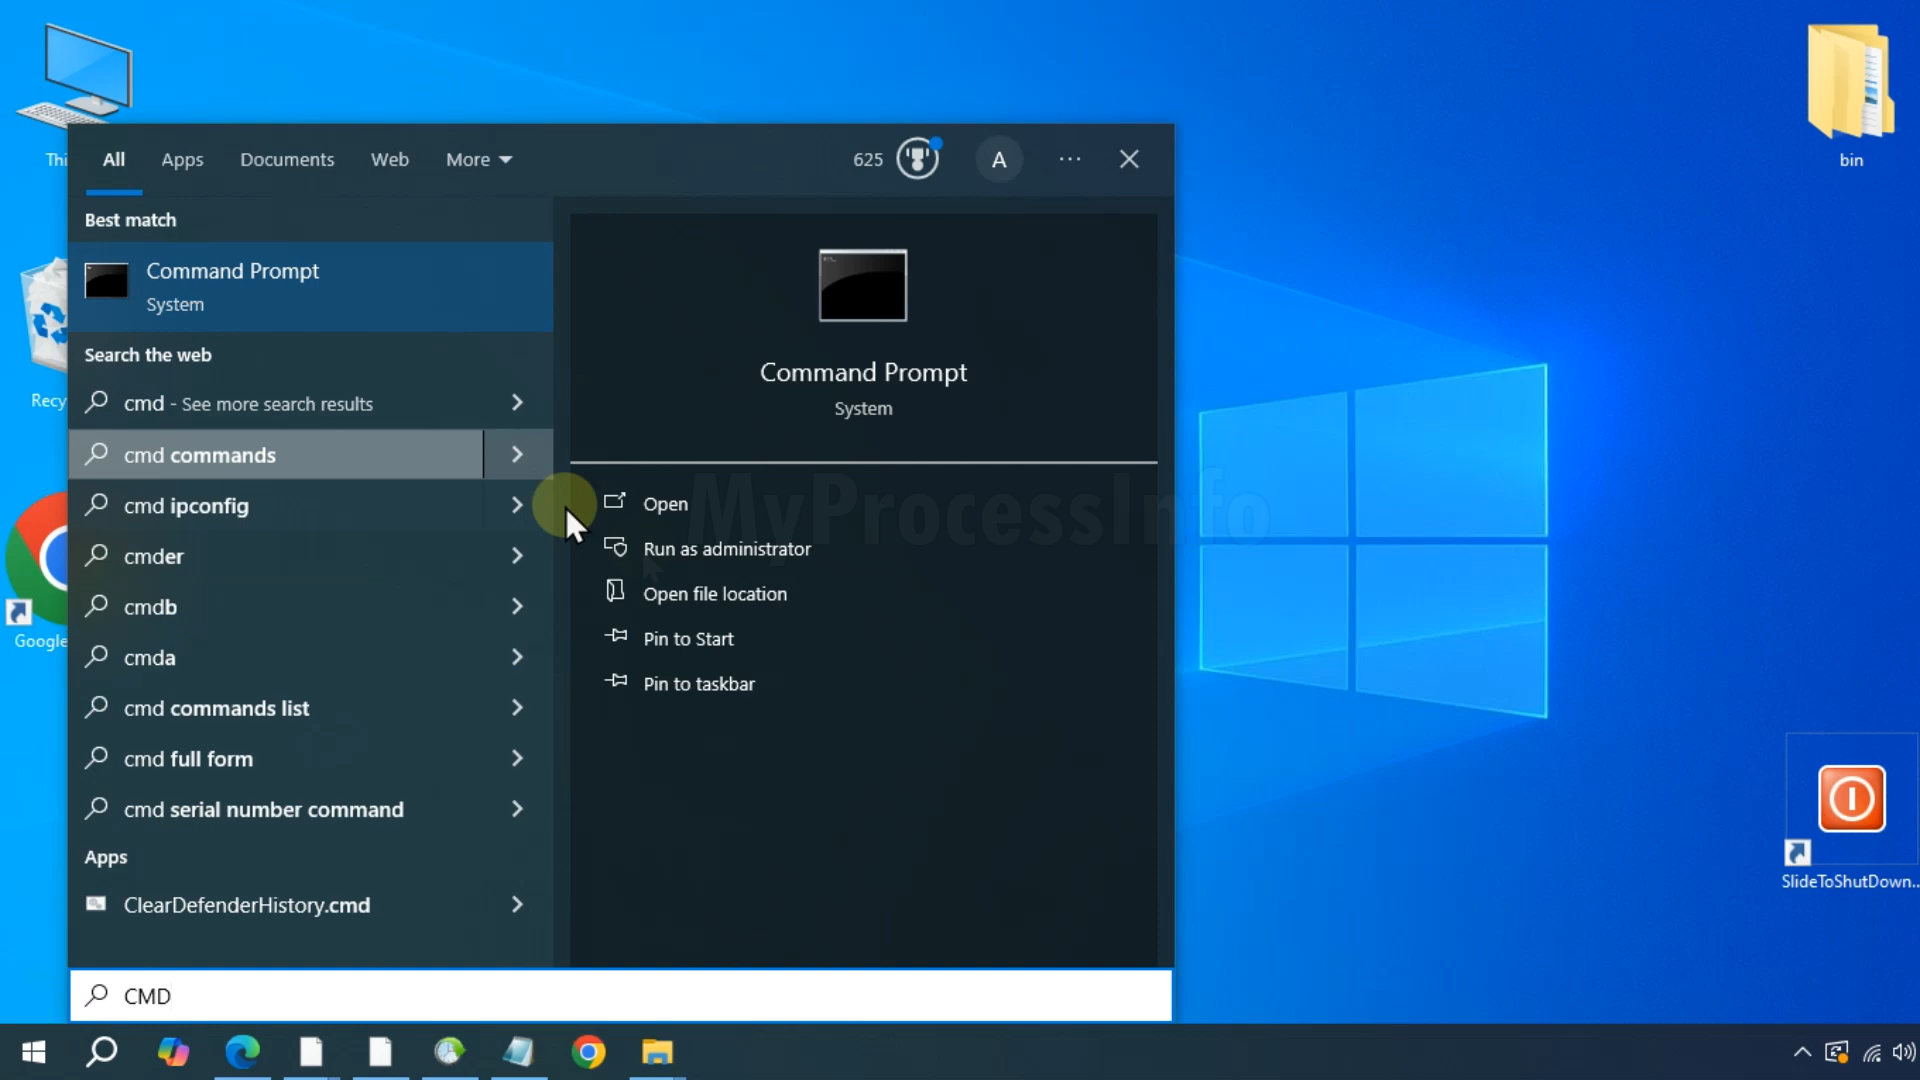 Thi
bin
All
Apps
Documents
Web
More
625
A
Best match
Command Prompt
System
Search the web
cmd - See more search results
cmd commands
cmd ipconfig
cmder
cmdb
cmda
cmd commands list
cmd full form
cmd serial number command
Apps
ClearDefenderHistory.cmd
Command Prompt
System
Open
Run as administrator
Open file location
Pin to Start
Pin to taskbar
MyProcessInfo
Recy
Google
SlideToShutDown...
CMD